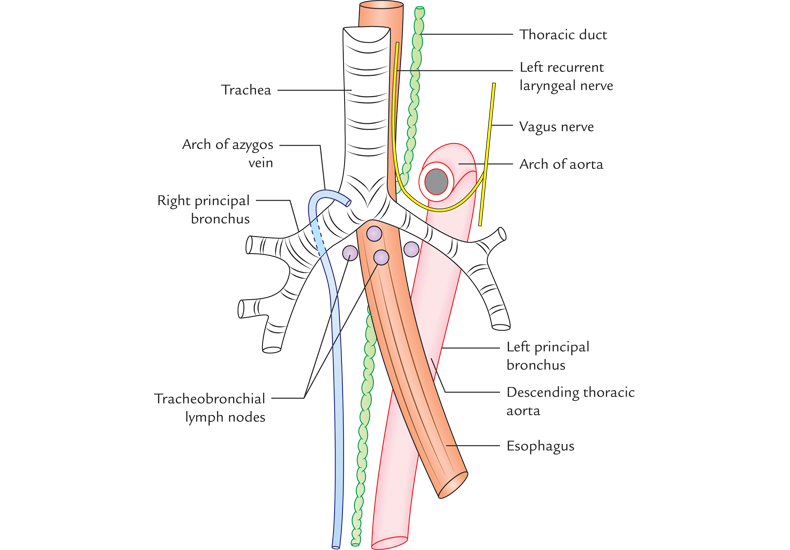 Thoracic duct
Left recurrent
laryngeal nerve
Trachea
Vagus nerve
Arch of azygos
vein
Arch of aorta
Right principal
bronchus
Left principal
bronchus
Descending thoracic
aorta
Tracheobronchial
lymph nodes
Esophagus